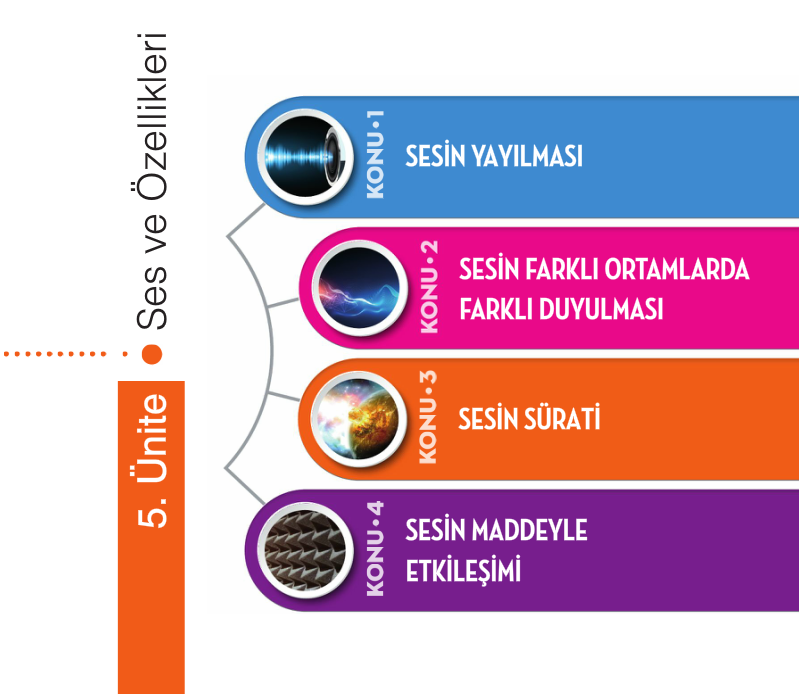 5. Ünite
Ses ve Özellikleri
KONU•1
SESİN YAYILMASI
KONU•2
SESİN FARKLI ORTAMLARDA
FARKLI DUYULMASI
KONU•3
SESİN SÜRATİ
KONU•4
SESİN MADDEYLE
ETKİLEŞİMİ